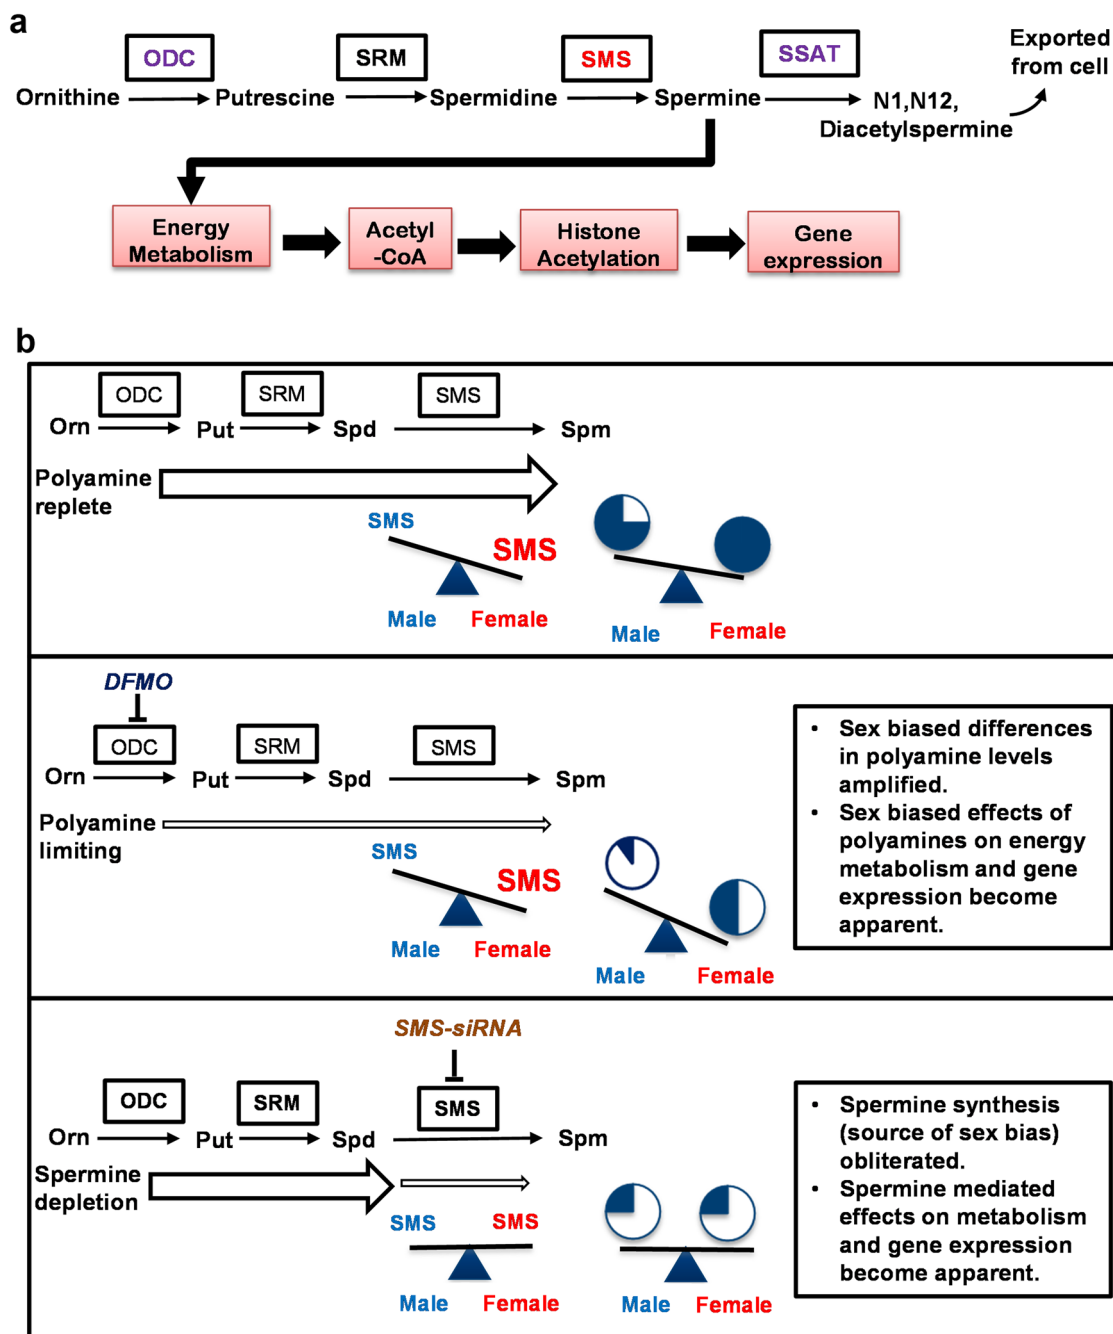 a
ODC
SRM
SMS
SSAT
Exported
from cell
Ornithine
Putrescine
Spermidine
Spermine
N1,N12,
Diacetylspermine
Energy
Metabolism
Acetyl
-CoA
Histone
Acetylation
Gene
expression
b
ODC
SRM
SMS
Orn
Put
Spd
Spm
Polyamine
replete
SMS
SMS
Male
Female
Male
Female
DFMO
ODC
SRM
SMS
Orn
Put
Spd
Spm
Polyamine
limiting
SMS
SMS
Male
Female
Male
Female
• Sex biased differences
in polyamine levels
amplified.
• Sex biased effects of
polyamines on energy
metabolism and gene
expression become
apparent.
SMS-siRNA
ODC
SRM
SMS
Orn
Put
Spd
Spm
Spermine
depletion
SMS
SMS
Male
Female
Male
Female
• Spermine synthesis
(source of sex bias)
obliterated.
• Spermine mediated
effects on metabolism
and gene expression
become apparent.